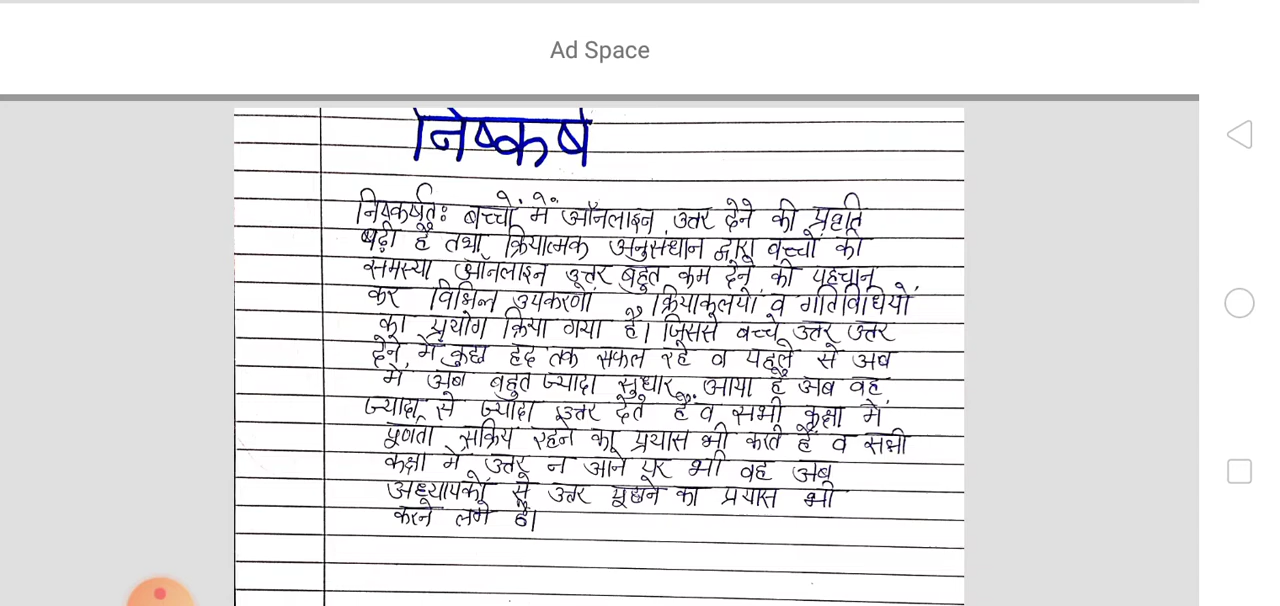 Ad Space
निष्कर्ष
निष्कर्षतः बच्चों में ऑनलाइन उत्तर देने की प्रवृति
बढ़ी है तथा क्रियात्मक अनुसंधान द्वारा बच्चों की
समस्या ऑनलाइन उत्तर बहुत कम देने की पहचान
कर विभिन्न उपकरणों क्रियाकलयो व गतिविधियों
का प्रयोग किया गया है। जिससे बच्चे उत्तर उत्तर
देने में कुछ हद तक सफल रहे व पहले से अब
में अब बहुत ज्यादा सुधार आया है अब वह
ज्यादा से ज्यादा उत्तर देते हैं व सभी कक्षा में
पूर्णता सक्रिय रहने का प्रयास भी करते हैं व सभी
कक्षा में उत्तर न आने पर भी वह अब
अध्यापकों से उत्तर पूछने का प्रयास भी
करने लगे हैं।